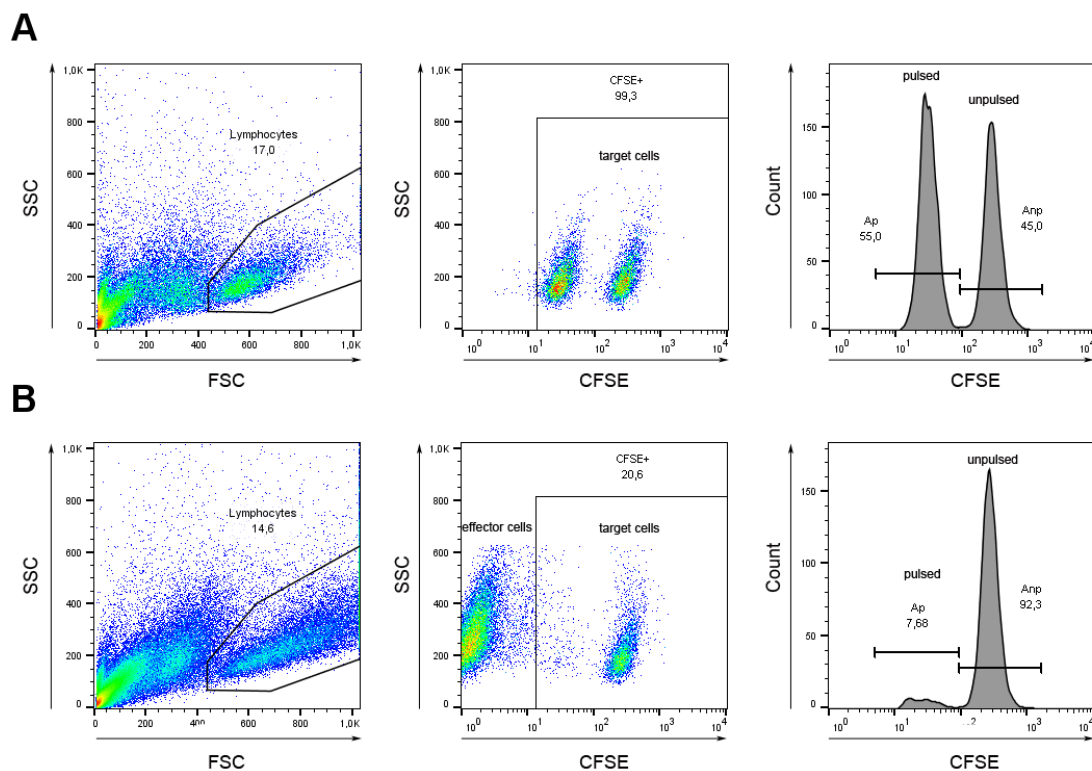 A
1,0K
800
600
400
200
0
SSC
Lymphocytes
17,0
0 200 400 600 800 1,0K
FSC
1,0K
800
600
400
200
0
SSC
CFSE+
99,3
target cells
10^0 10^1 10^2 10^3 10^4
CFSE
150
100
50
0
Count
pulsed
unpulsed
Ap
55,0
Anp
45,0
10^0 10^1 10^2 10^3 10^4
CFSE
B
1,0K
800
600
400
200
0
SSC
Lymphocytes
14,6
0 200 600 800 1,0K
FSC
1,0K
800
600
400
200
0
SSC
CFSE+
20,6
effector cells
target cells
10^0 10^1 10^2 10^3 10^4
CFSE
150
100
50
0
Count
unpulsed
pulsed
Ap
7,68
Anp
92,3
10^0 10^1 10^3 10^4
CFSE